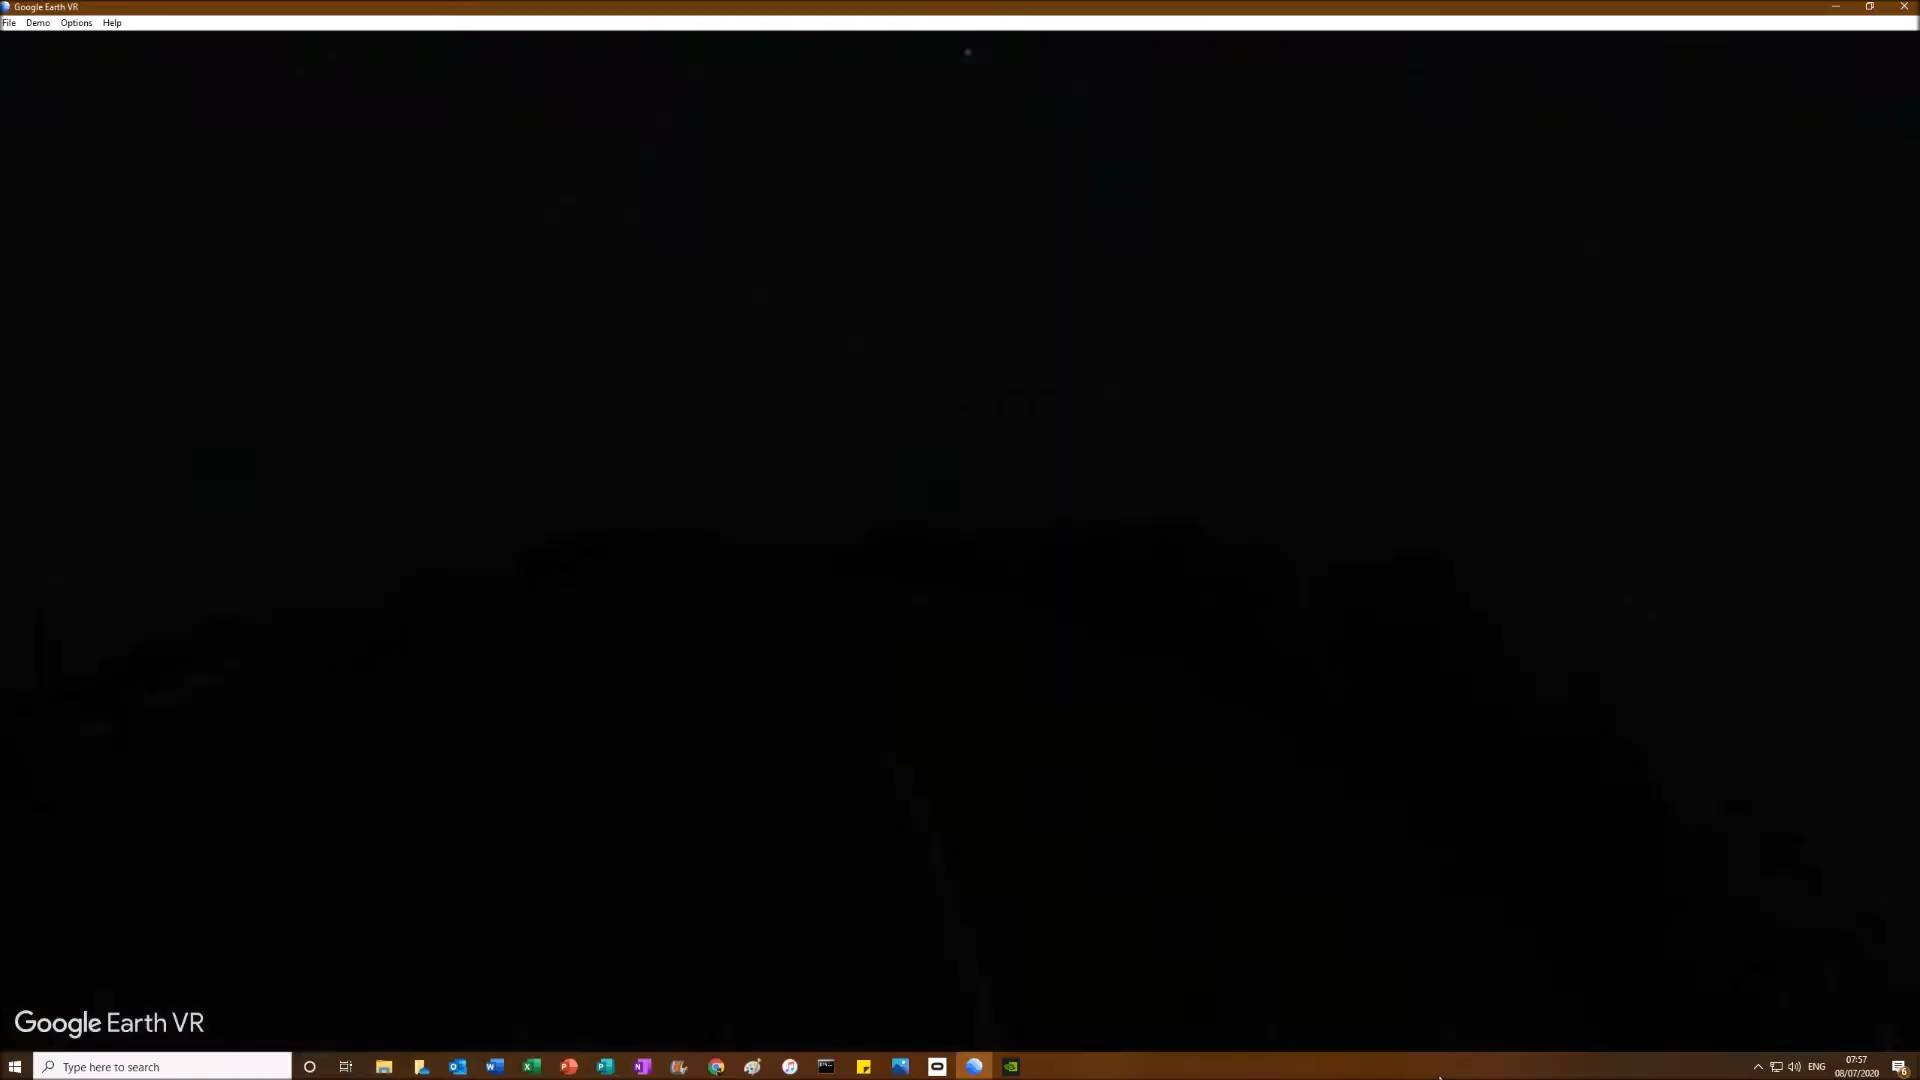 Google Earth VR
File Demo Options Help
Google Earth VR
Type here to search
ENG
07:57
08/07/2020
6